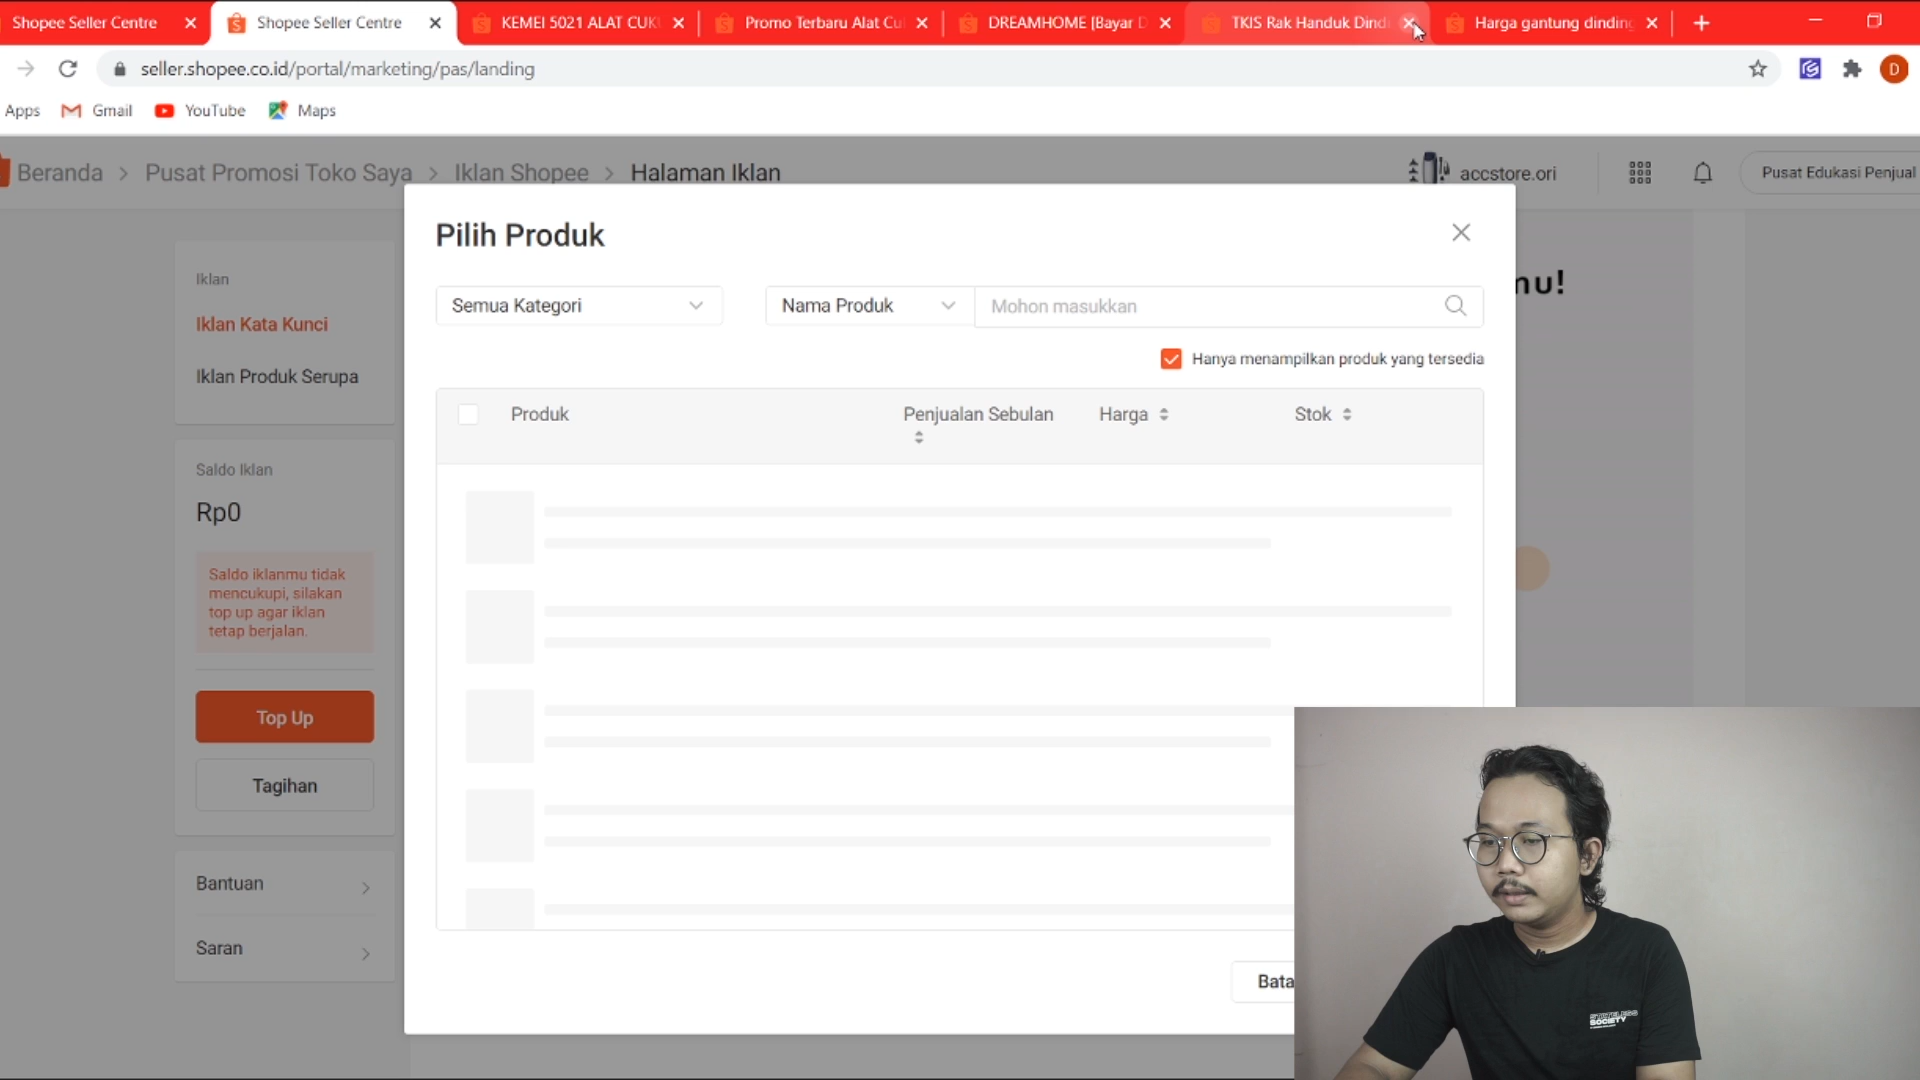 Shopee Seller Centre
Shopee Seller Centre
KEMEI 5021 ALAT CUK
Promo Terbaru Alat Cu
DREAMHOME [Bayar D
TKIS Rak Handuk Dind
Harga gantung dinding
seller.shopee.co.id/portal/marketing/pas/landing
D
Apps
Gmail
YouTube
Maps
Beranda > Pusat Promosi Toko Saya > Iklan Shopee > Halaman Iklan
accstore.ori
Pusat Edukasi Penjual
Iklan
Iklan Kata Kunci
Iklan Produk Serupa
Saldo Iklan
Rp0
Saldo iklanmu tidak
mencukupi, silakan
top up agar iklan
tetap berjalan.
Top Up
Tagihan
Bantuan
Saran
Pilih Produk
Semua Kategori
Nama Produk
Mohon masukkan
Hanya menampilkan produk yang tersedia
Produk
Penjualan Sebulan
Harga
Stok
Bata
nu!
STATELESS
SOCIETY